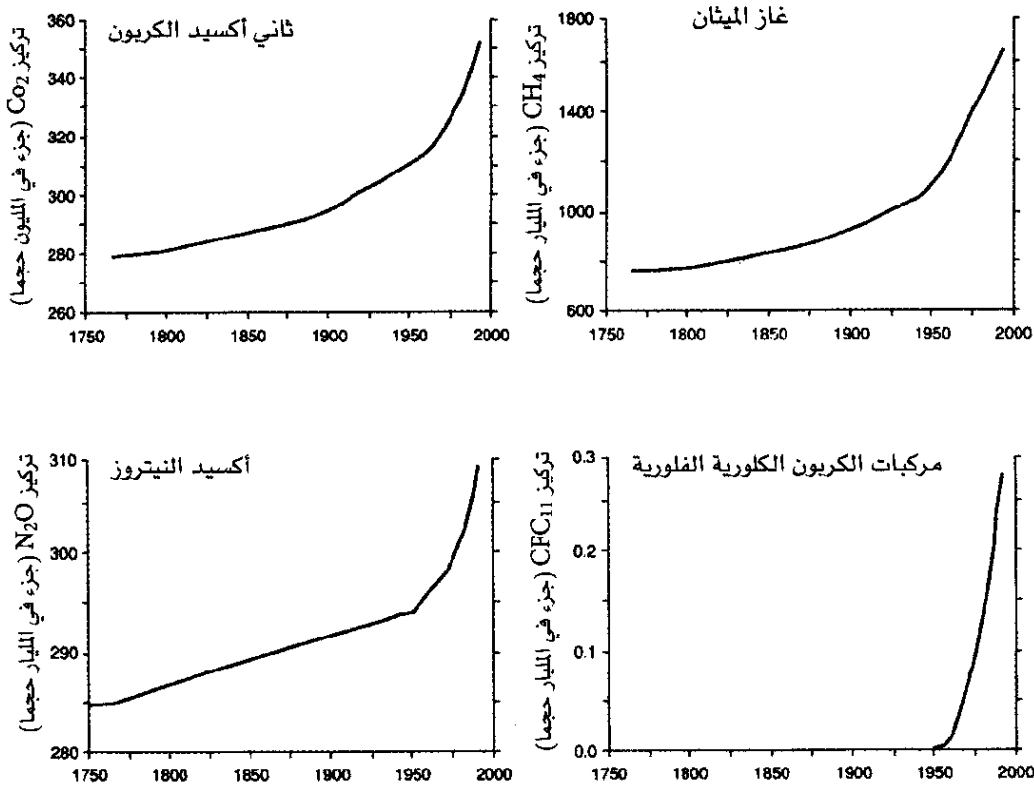 ثاني أكسيد الكربون
تركيز Co2 (جزء في المليون حجما)
360
340
320
300
280
260
1750 1800 1850 1900 1950 2000
غاز الميثان
تركيز CH4 (جزء في المليار حجما)
1800
1400
1000
600
1750 1800 1850 1900 1950 2000
أكسيد النيتروز
تركيز N2O (جزء في المليار حجما)
310
300
290
280
1750 1800 1850 1900 1950 2000
مركبات الكربون الكلورية الفلورية
تركيز CFC11 (جزء في المليار حجما)
0.3
0.2
0.1
0.0
1750 1800 1850 1900 1950 2000